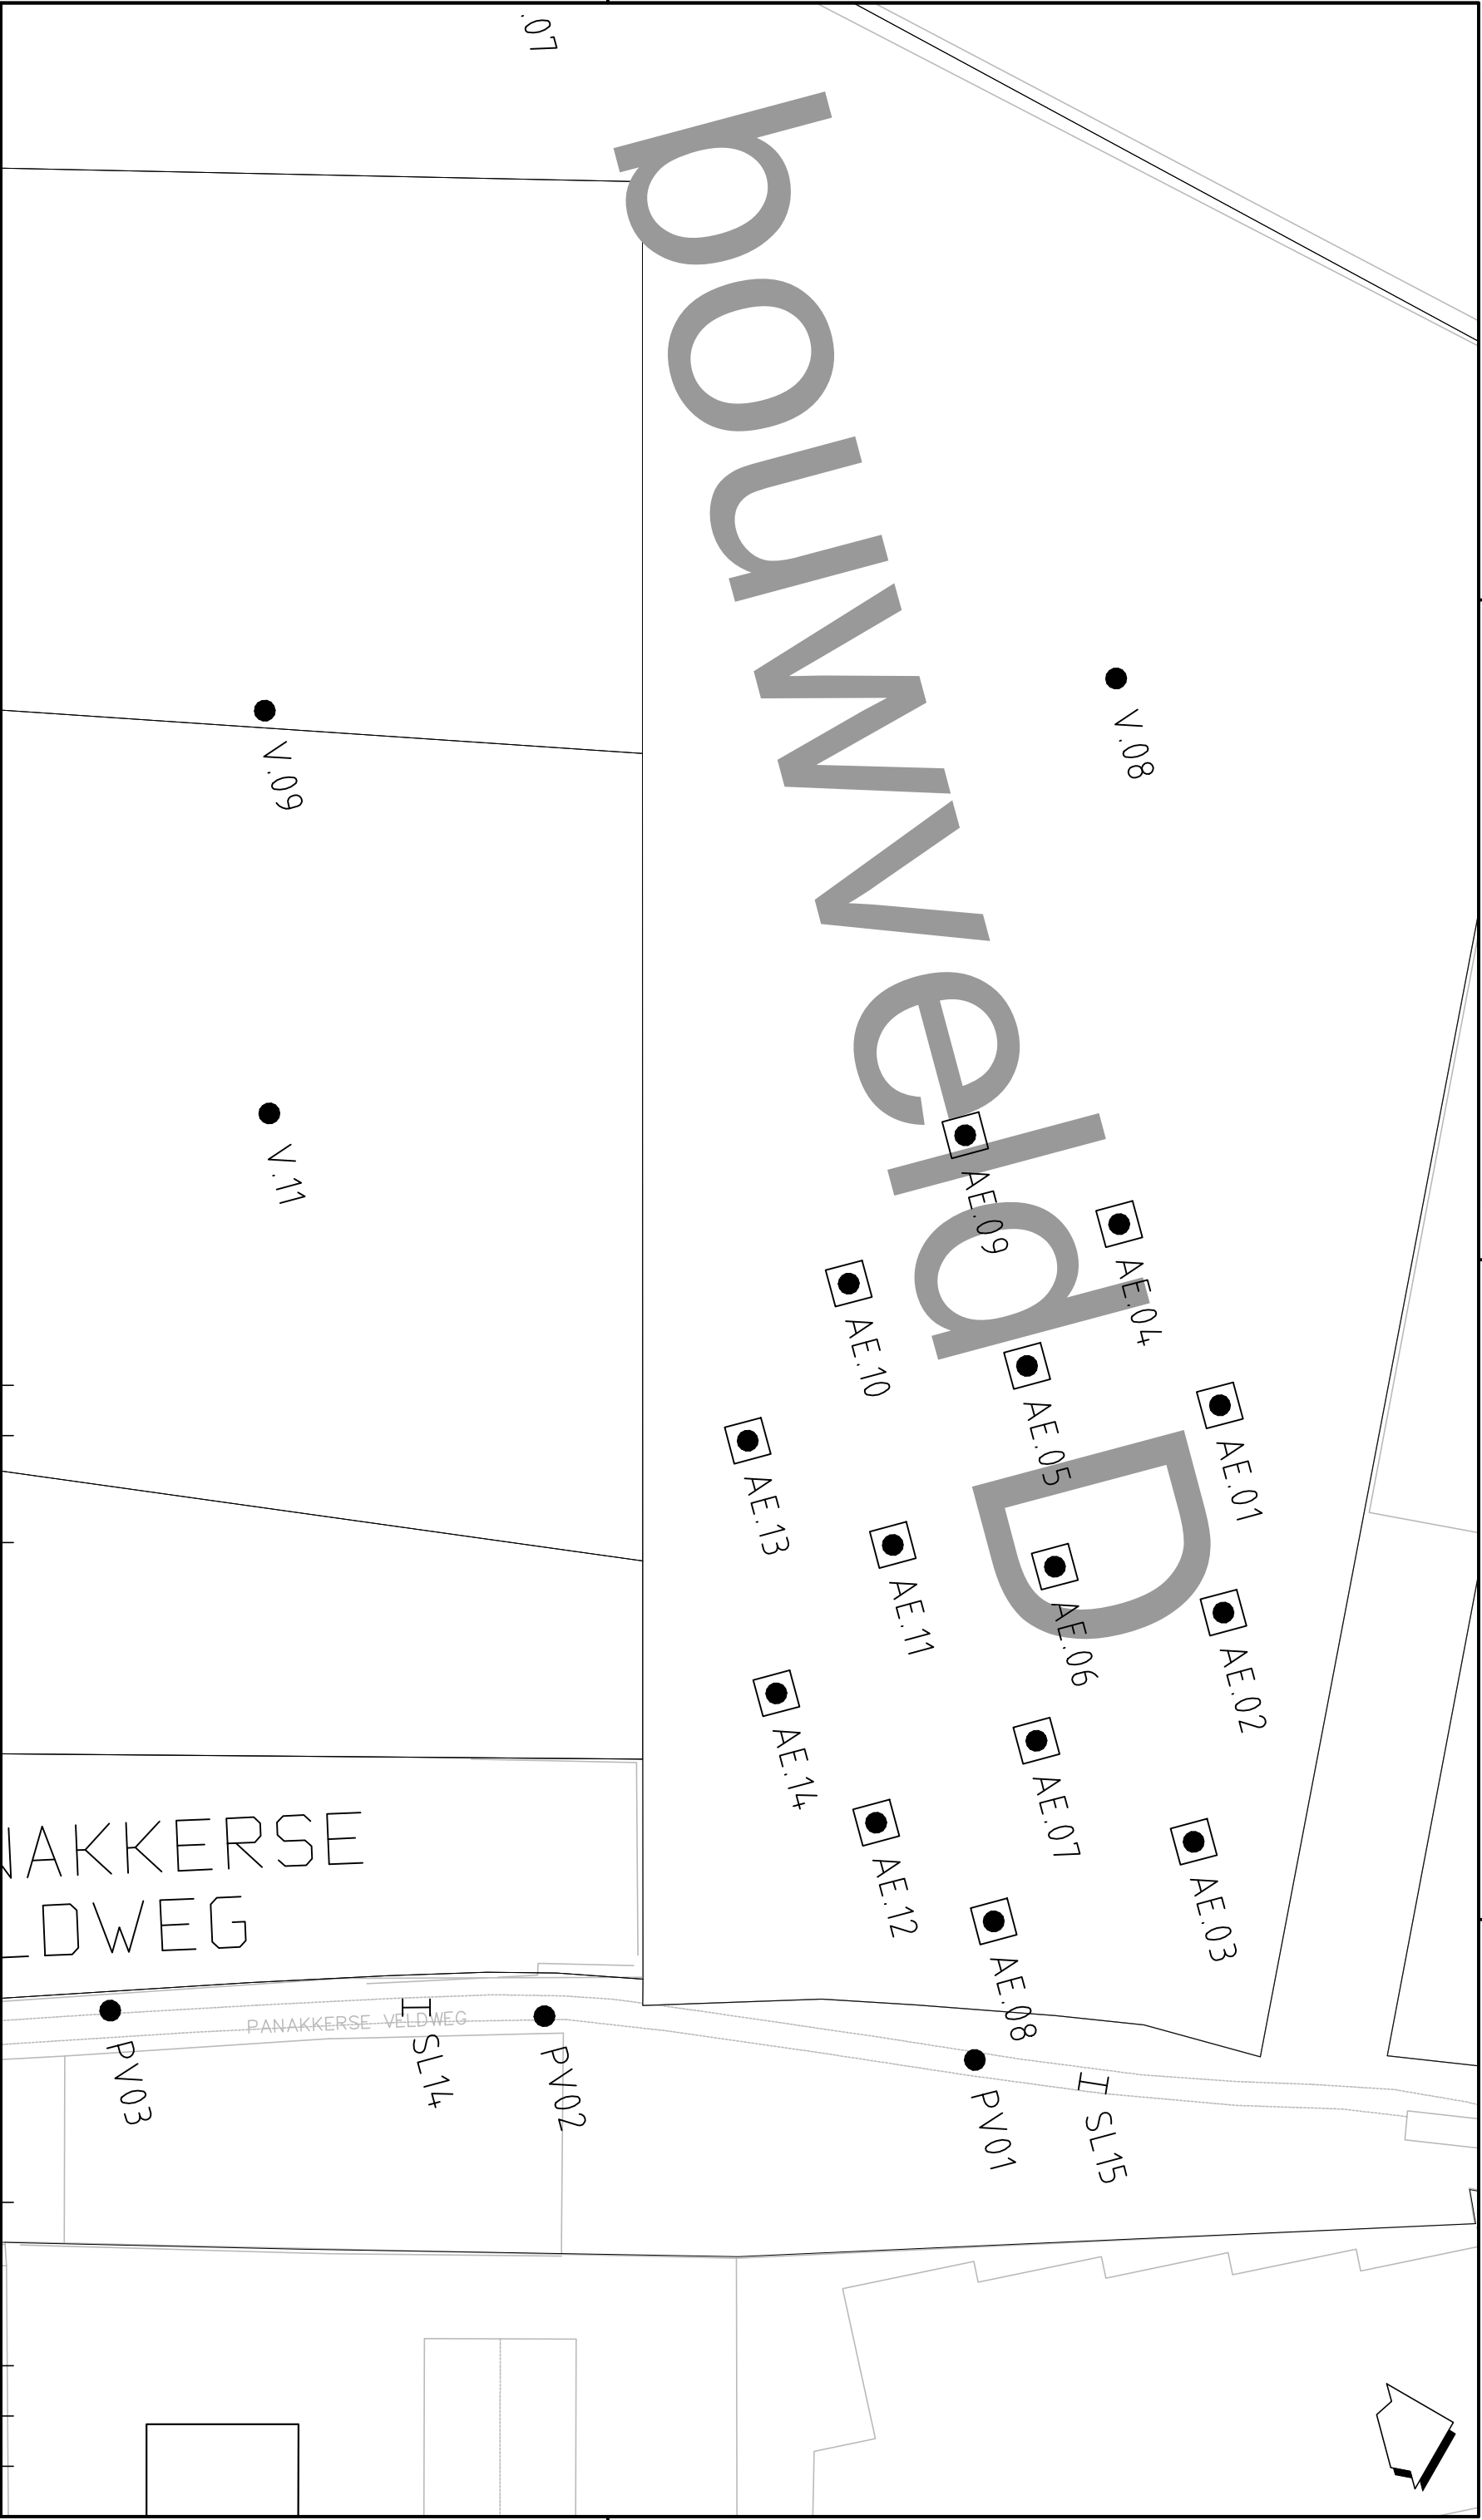 .07
bouwveld D
V.08
V.09
V.11
AE.09
AE.04
AE.10
AE.05
AE.01
AE.13
AE.11
AE.06
AE.02
AE.14
AE.07
AE.12
AE.03
AE.08
NAKKERSE
LDWEG
PANAKKERSE VELDWEG
PV03
SL14
PV02
PV01
SL15